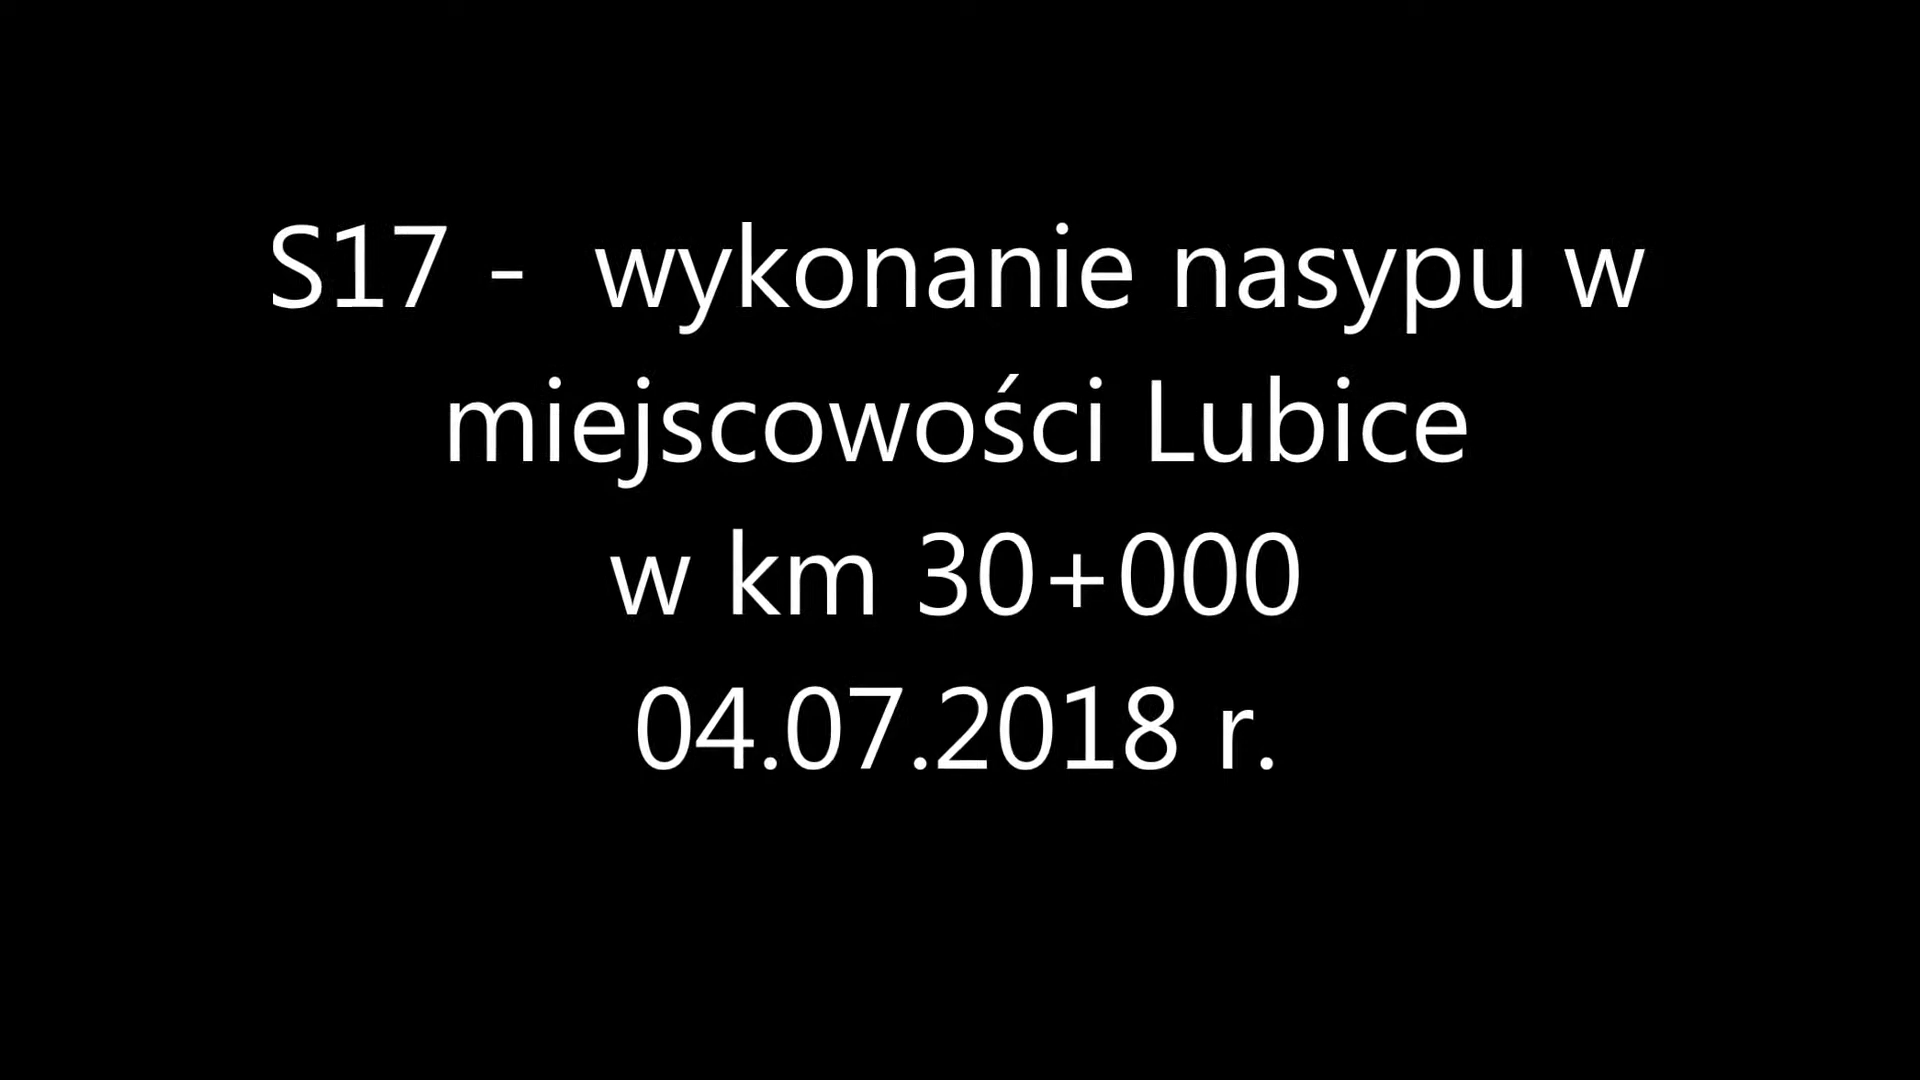 S17 -  wykonanie nasypu w
miejscowości Lubice
w km 30+000
04.07.2018 r.